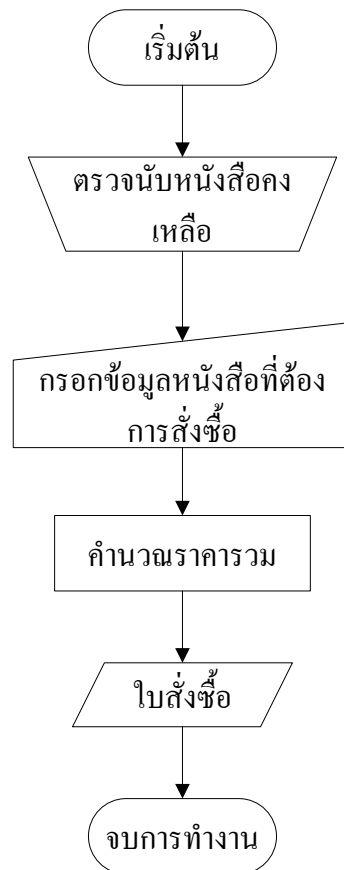 เริ่มต้น
ตรวจนับหนังสือคง
เหลือ
กรอกข้อมูลหนังสือที่ต้อง
การสั่งซื้อ
คำนวณราคารวม
ใบสั่งซื้อ
จบการทำงาน